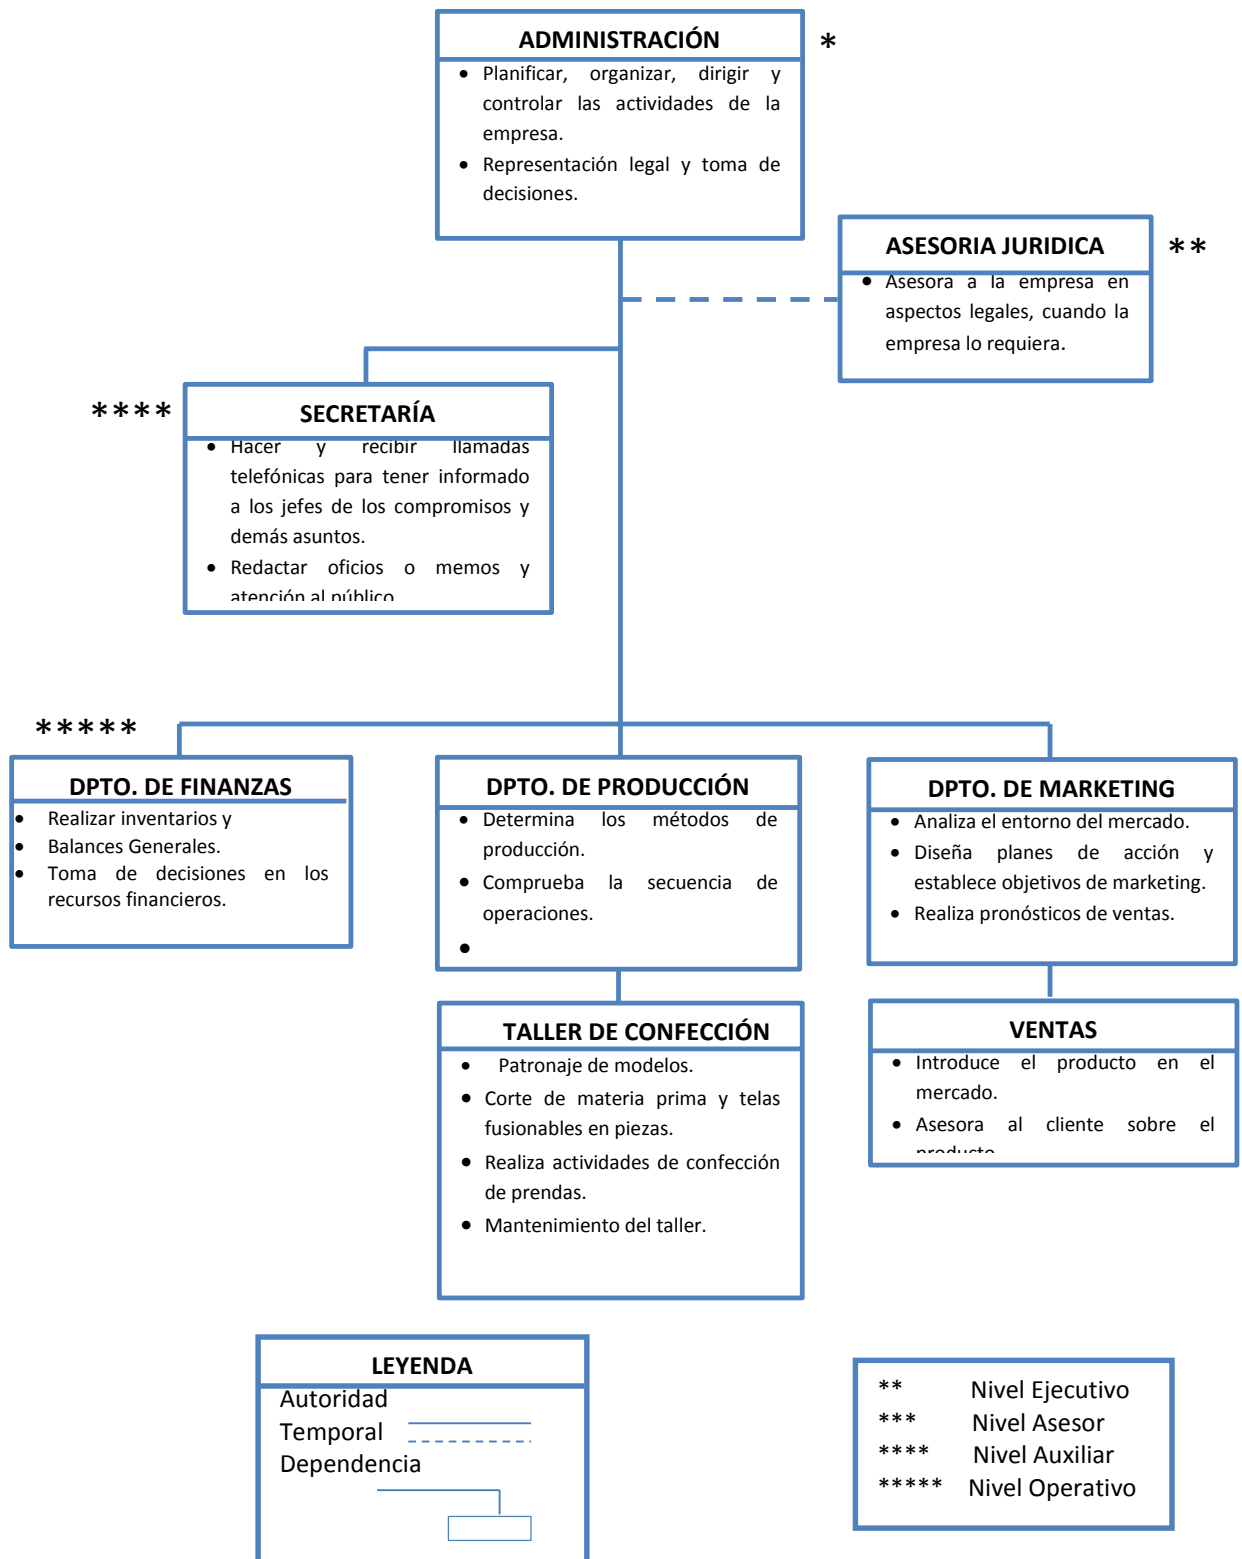 ADMINISTRACIÓN
*
• Planificar, organizar, dirigir y
controlar las actividades de la
empresa.
• Representación legal y toma de
decisiones.
ASESORIA JURIDICA
**
• Asesora a la empresa en
aspectos legales, cuando la
empresa lo requiera.
****
SECRETARÍA
• Hacer y recibir llamadas
telefónicas para tener informado
a los jefes de los compromisos y
demás asuntos.
• Redactar oficios o memos y
atención al público
*****
DPTO. DE FINANZAS
• Realizar inventarios y
• Balances Generales.
• Toma de decisiones en los
recursos financieros.
DPTO. DE PRODUCCIÓN
• Determina los métodos de
producción.
• Comprueba la secuencia de
operaciones.
•
DPTO. DE MARKETING
• Analiza el entorno del mercado.
• Diseña planes de acción y
establece objetivos de marketing.
• Realiza pronósticos de ventas.
TALLER DE CONFECCIÓN
• Patronaje de modelos.
• Corte de materia prima y telas
fusionables en piezas.
• Realiza actividades de confección
de prendas.
• Mantenimiento del taller.
VENTAS
• Introduce el producto en el
mercado.
• Asesora al cliente sobre el
producto
LEYENDA
Autoridad
Temporal
Dependencia
** Nivel Ejecutivo
*** Nivel Asesor
**** Nivel Auxiliar
***** Nivel Operativo